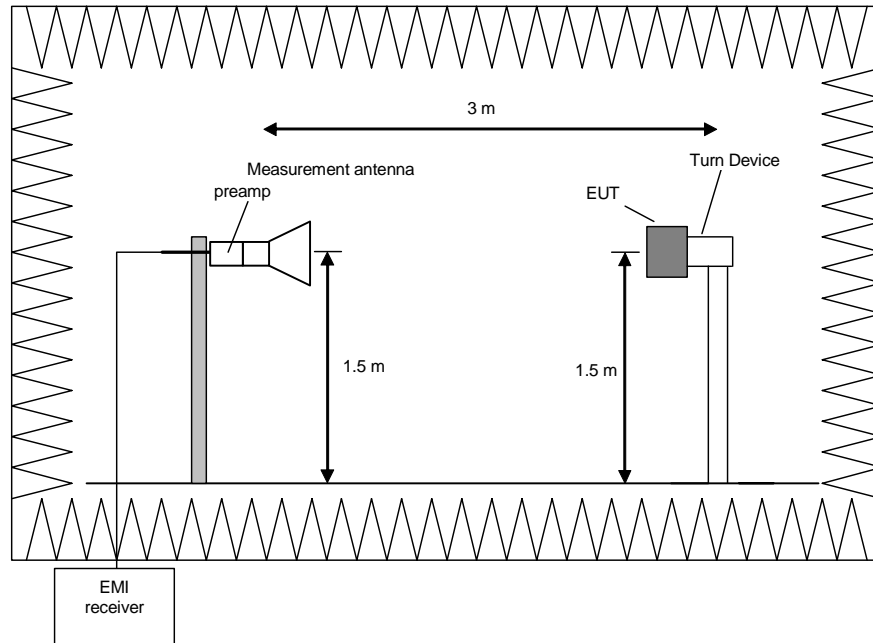 3 m
Measurement antenna
preamp
Turn Device
EUT
1.5 m
1.5 m
EMI
receiver